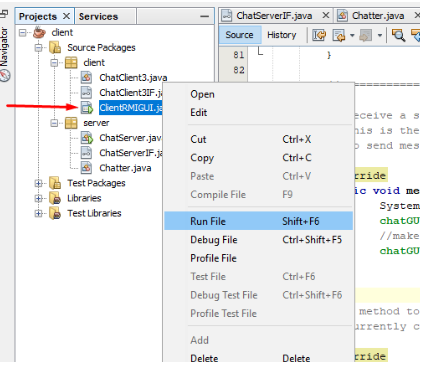 Projects × Services
ChatServerIF.java × Chatter.java ×
Navigator
Source History
client
Source Packages
client
ChatClient3.java
ChatClient3IF.ja
ClientRMIGUI.ja
server
ChatServer.jav
ChatServerIF.ja
Chatter.java
Test Packages
Libraries
Test Libraries
81 }
82
Open
Edit
Cut Ctrl+X
Copy Ctrl+C
Paste Ctrl+V
Compile File F9
Run File Shift+F6
Debug File Ctrl+Shift+F5
Profile File
Test File Ctrl+F6
Debug Test File Ctrl+Shift+F6
Profile Test File
Add
Delete Delete
eceive a s
his is the
o send mes
rride
ic void me
System
chatGU
//make
chatGU
method to
urrently c
rride